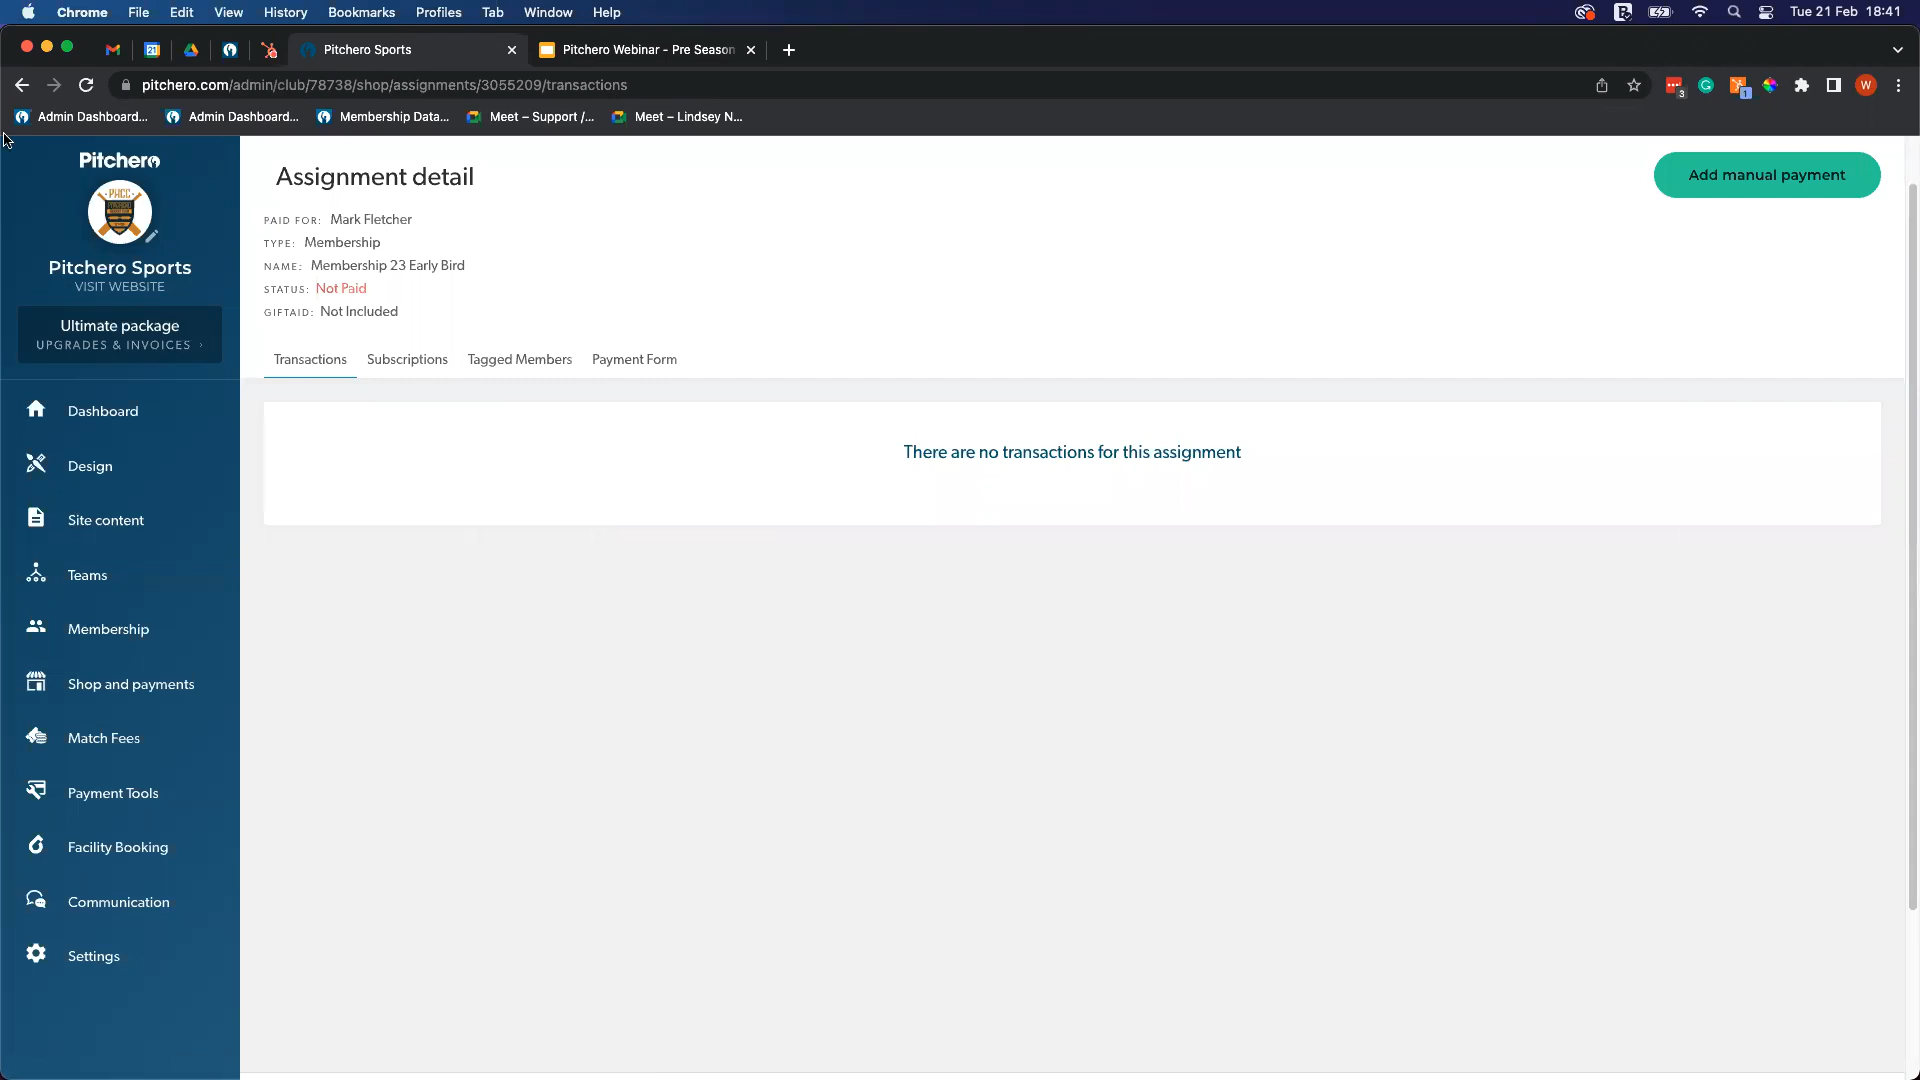 Chrome File Edit View History Bookmarks Profiles Tab Window Help Tue 21 Feb 18:41
Pitchero Sports Pitchero Webinar - Pre Season
pitchero.com/admin/club/78738/shop/assignments/3055209/transactions 3 1 W
Admin Dashboard... Admin Dashboard... Membership Data... Meet – Support /... Meet – Lindsey N...
Pitchero
PHCC
Pitchero Sports
VISIT WEBSITE
Ultimate package
UPGRADES & INVOICES ›
Dashboard
Design
Site content
Teams
Membership
Shop and payments
Match Fees
Payment Tools
Facility Booking
Communication
Settings
Assignment detail
Add manual payment
PAID FOR: Mark Fletcher
TYPE: Membership
NAME: Membership 23 Early Bird
STATUS: Not Paid
GIFTAID: Not Included
Transactions Subscriptions Tagged Members Payment Form
There are no transactions for this assignment